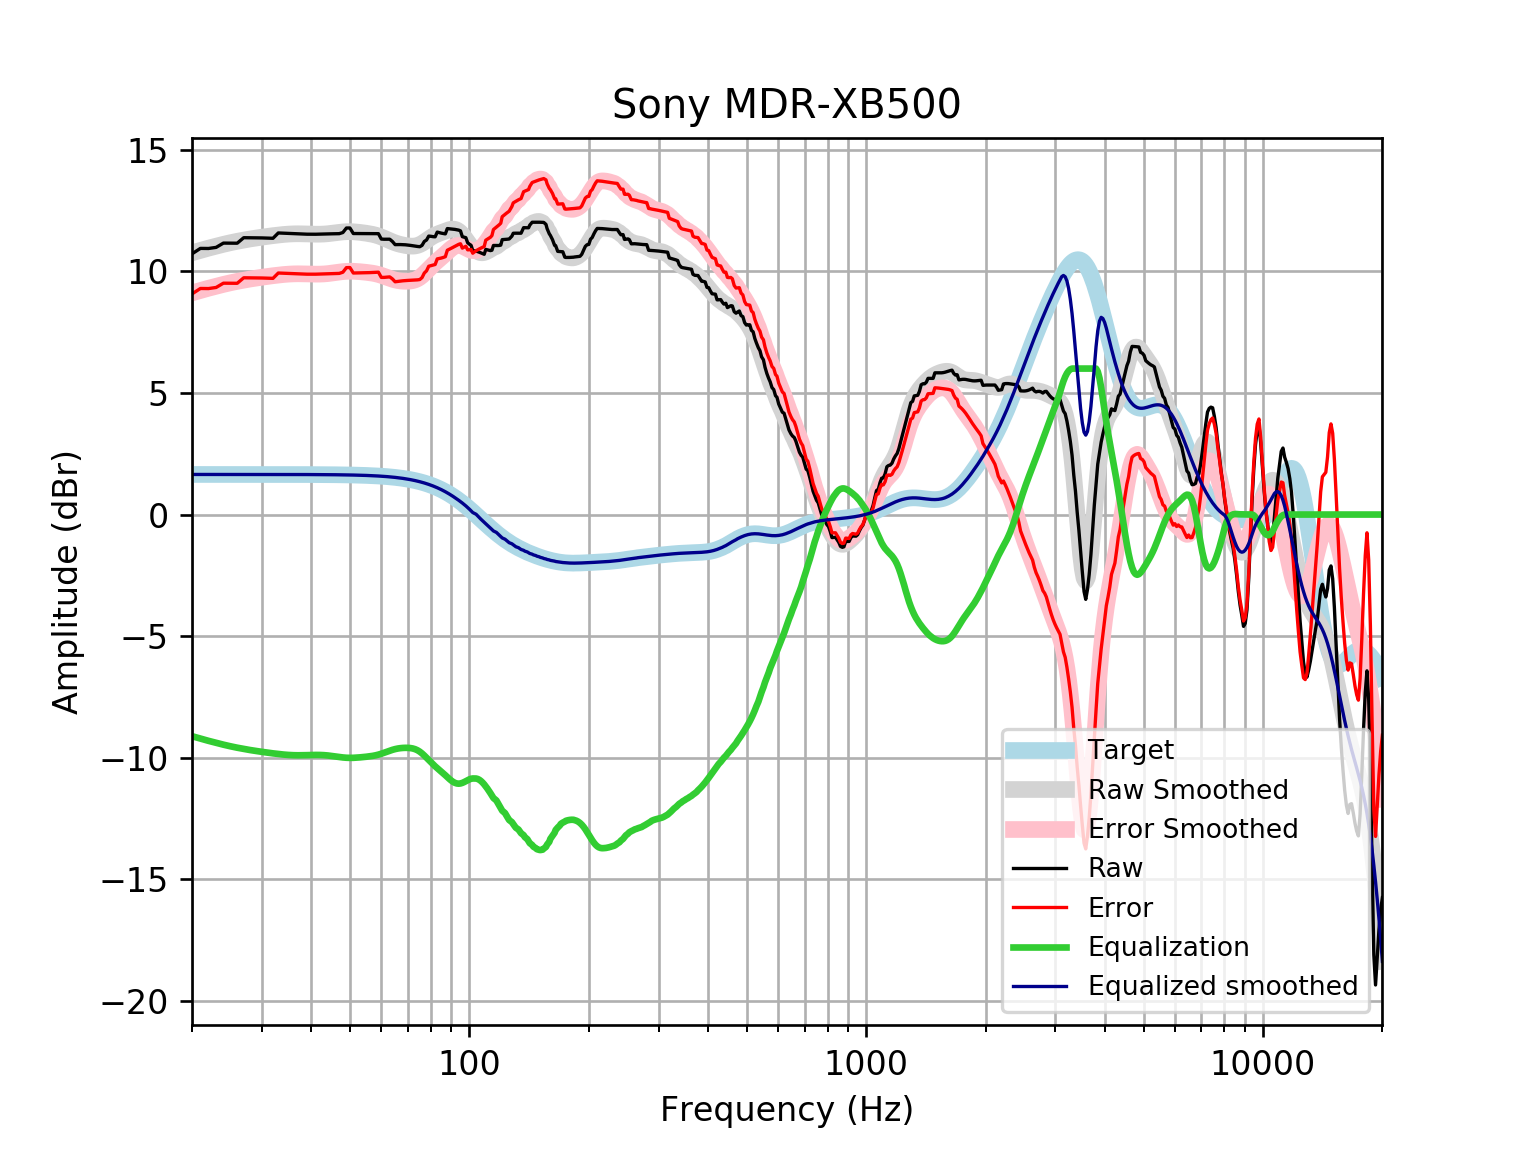 Sony MDR-XB500
15
10
5
0
−5
−10
−15
−20
Amplitude (dBr)
Target
Raw Smoothed
Error Smoothed
Raw
Error
Equalization
Equalized smoothed
100
1000
10000
Frequency (Hz)